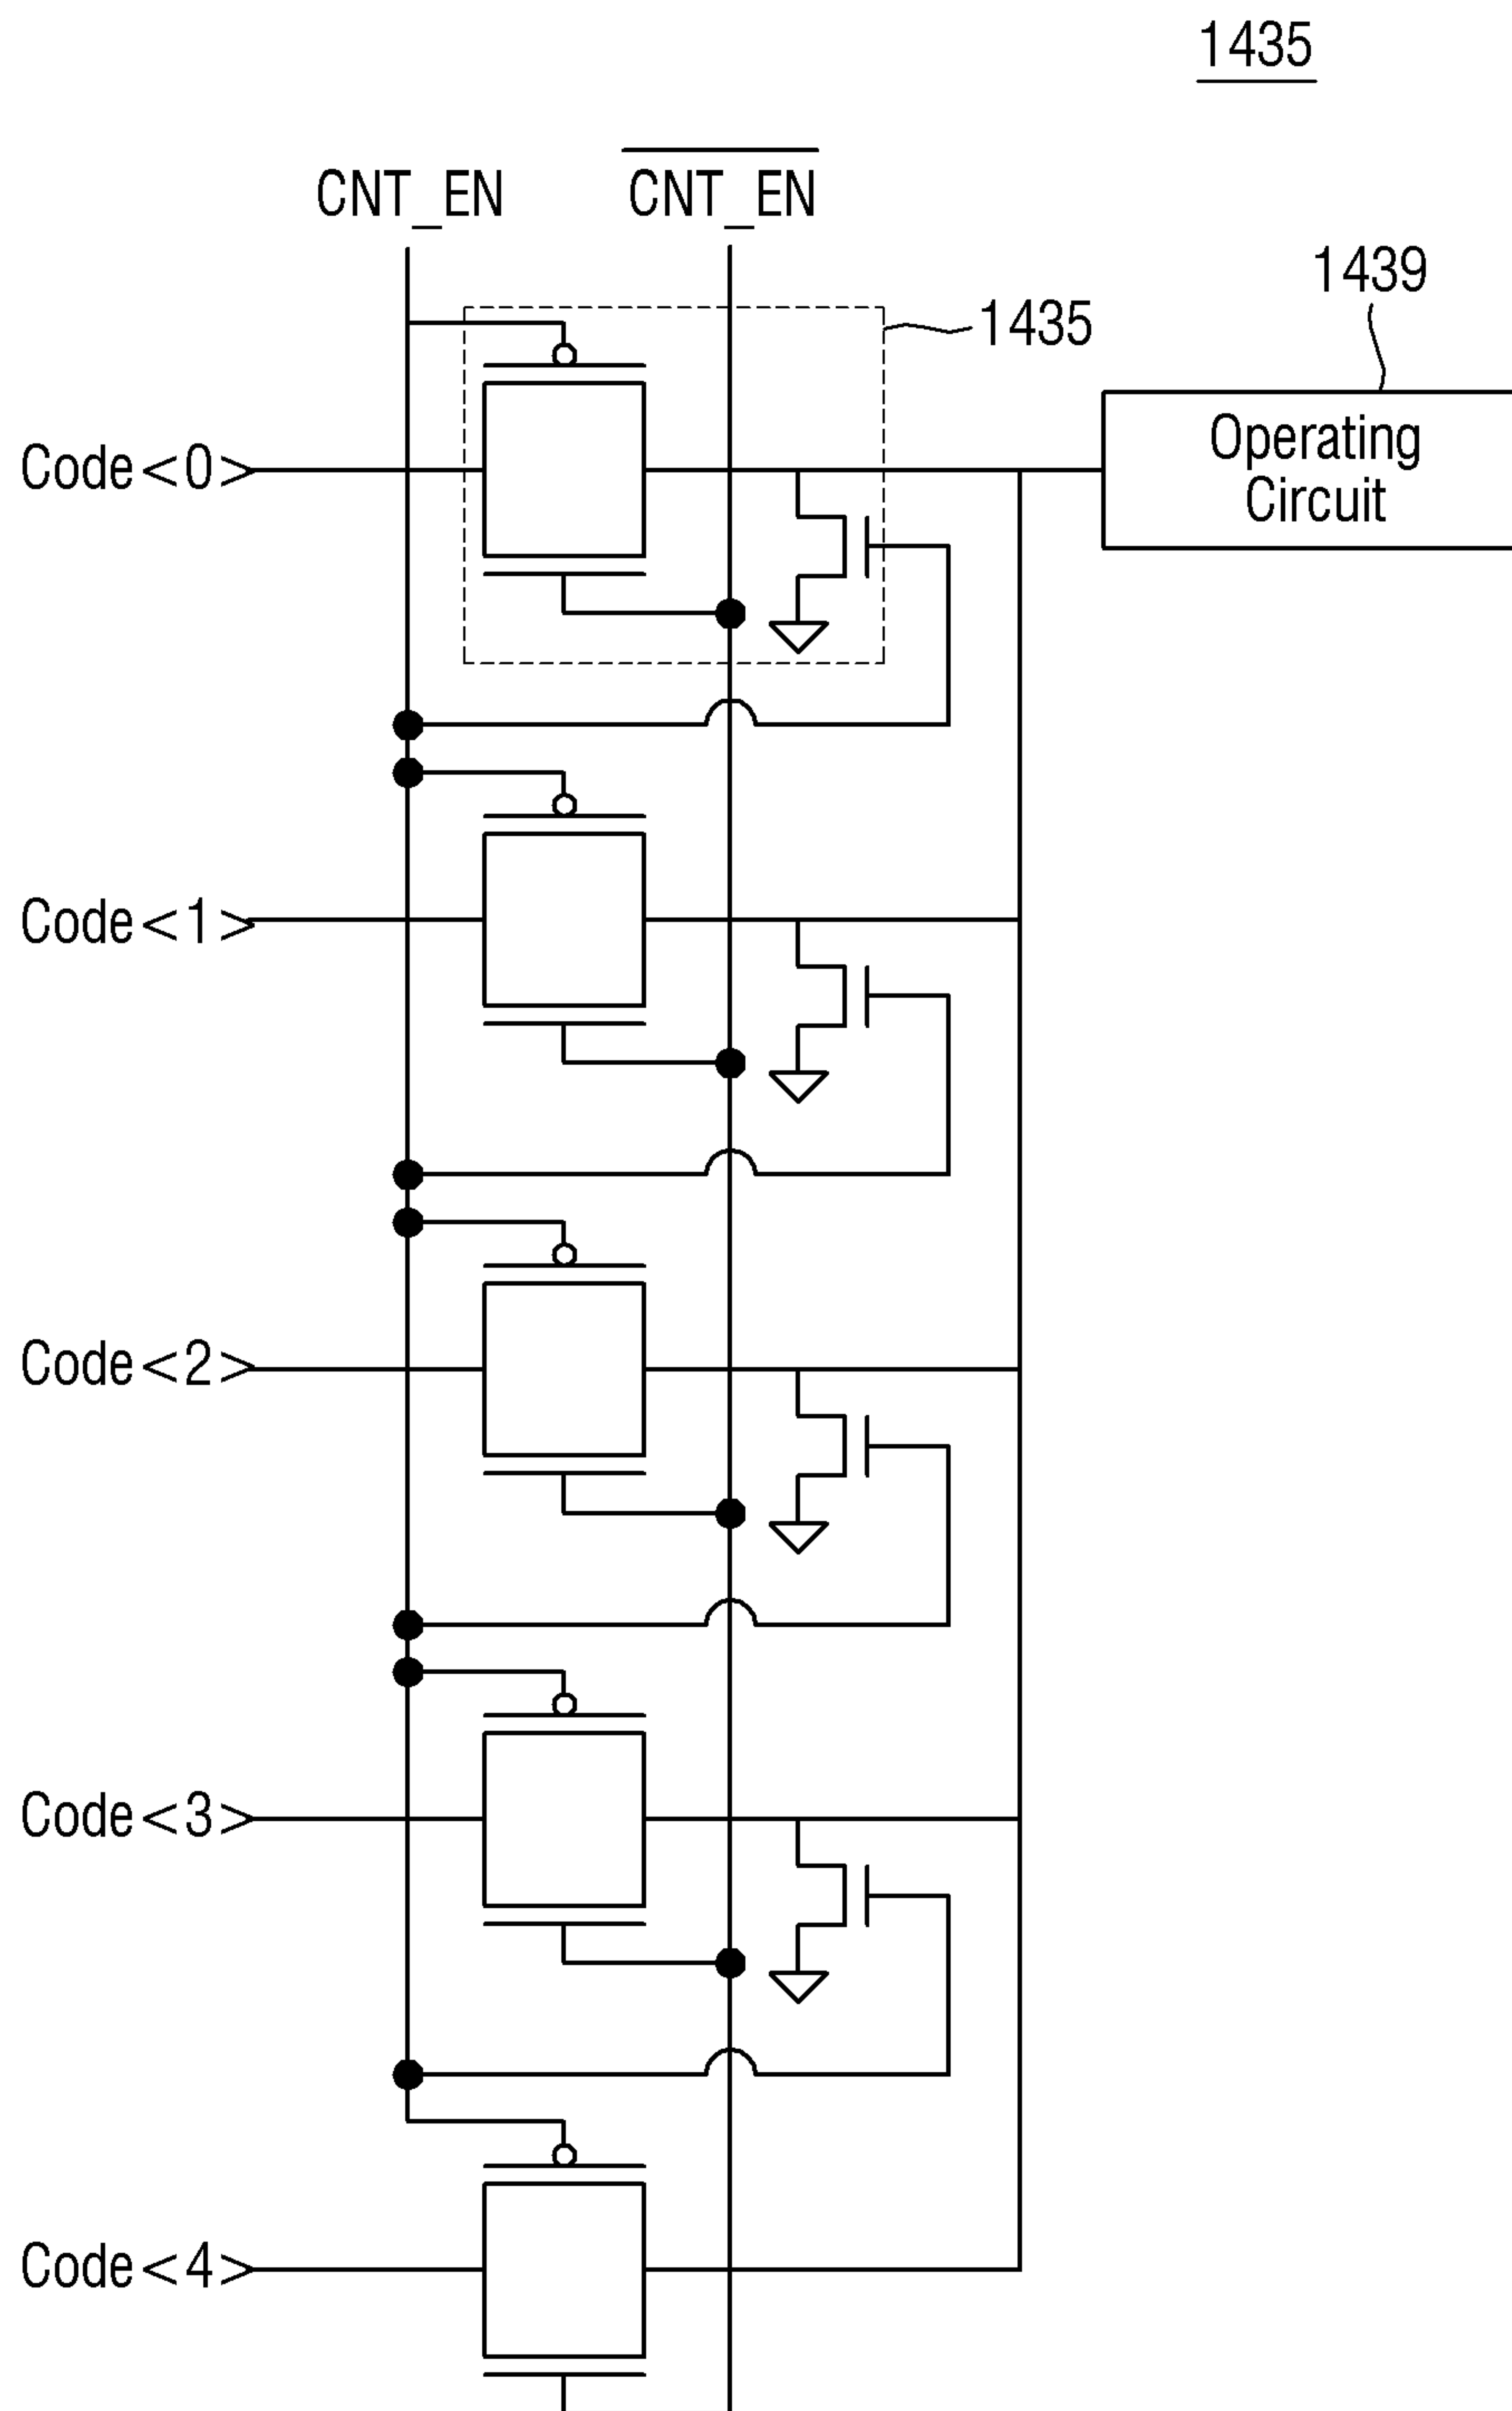 1435
CNT_EN
CNT_EN
1439
1435
Operating
Circuit
Code<0>
Code<1>
Code<2>
Code<3>
Code<4>